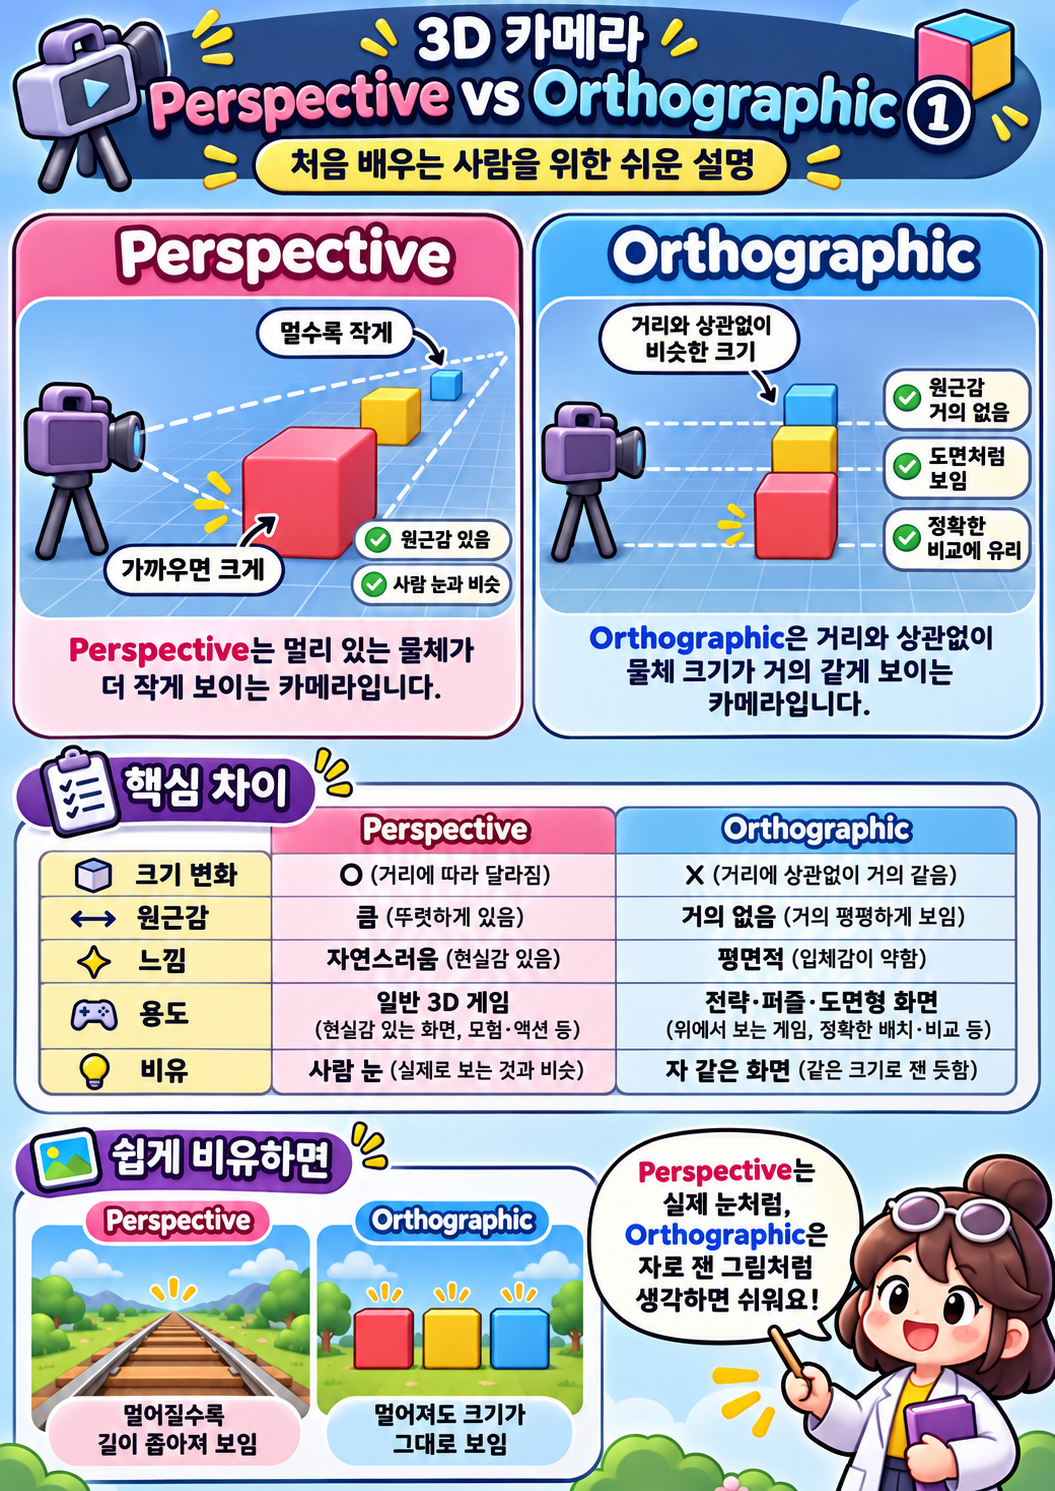 3D 카메라
Perspective vs Orthographic ①
처음 배우는 사람을 위한 쉬운 설명
Perspective
멀수록 작게
가까우면 크게
원근감 있음
사람 눈과 비슷
Perspective는 멀리 있는 물체가
더 작게 보이는 카메라입니다.
Orthographic
거리와 상관없이
비슷한 크기
원근감
거의 없음
도면처럼
보임
정확한
비교에 유리
Orthographic은 거리와 상관없이
물체 크기가 거의 같게 보이는
카메라입니다.
핵심 차이
Perspective Orthographic
크기 변화 O (거리에 따라 달라짐) X (거리에 상관없이 거의 같음)
원근감 큼 (뚜렷하게 있음) 거의 없음 (거의 평평하게 보임)
느낌 자연스러움 (현실감 있음) 평면적 (입체감이 약함)
용도 일반 3D 게임 전략·퍼즐·도면형 화면
(현실감 있는 화면, 모험·액션 등) (위에서 보는 게임, 정확한 배치·비교 등)
비유 사람 눈 (실제로 보는 것과 비슷) 자 같은 화면 (같은 크기로 잰 듯함)
쉽게 비유하면
Perspective
멀어질수록
길이 좁아져 보임
Orthographic
멀어져도 크기가
그대로 보임
Perspective는
실제 눈처럼,
Orthographic은
자로 잰 그림처럼
생각하면 쉬워요!